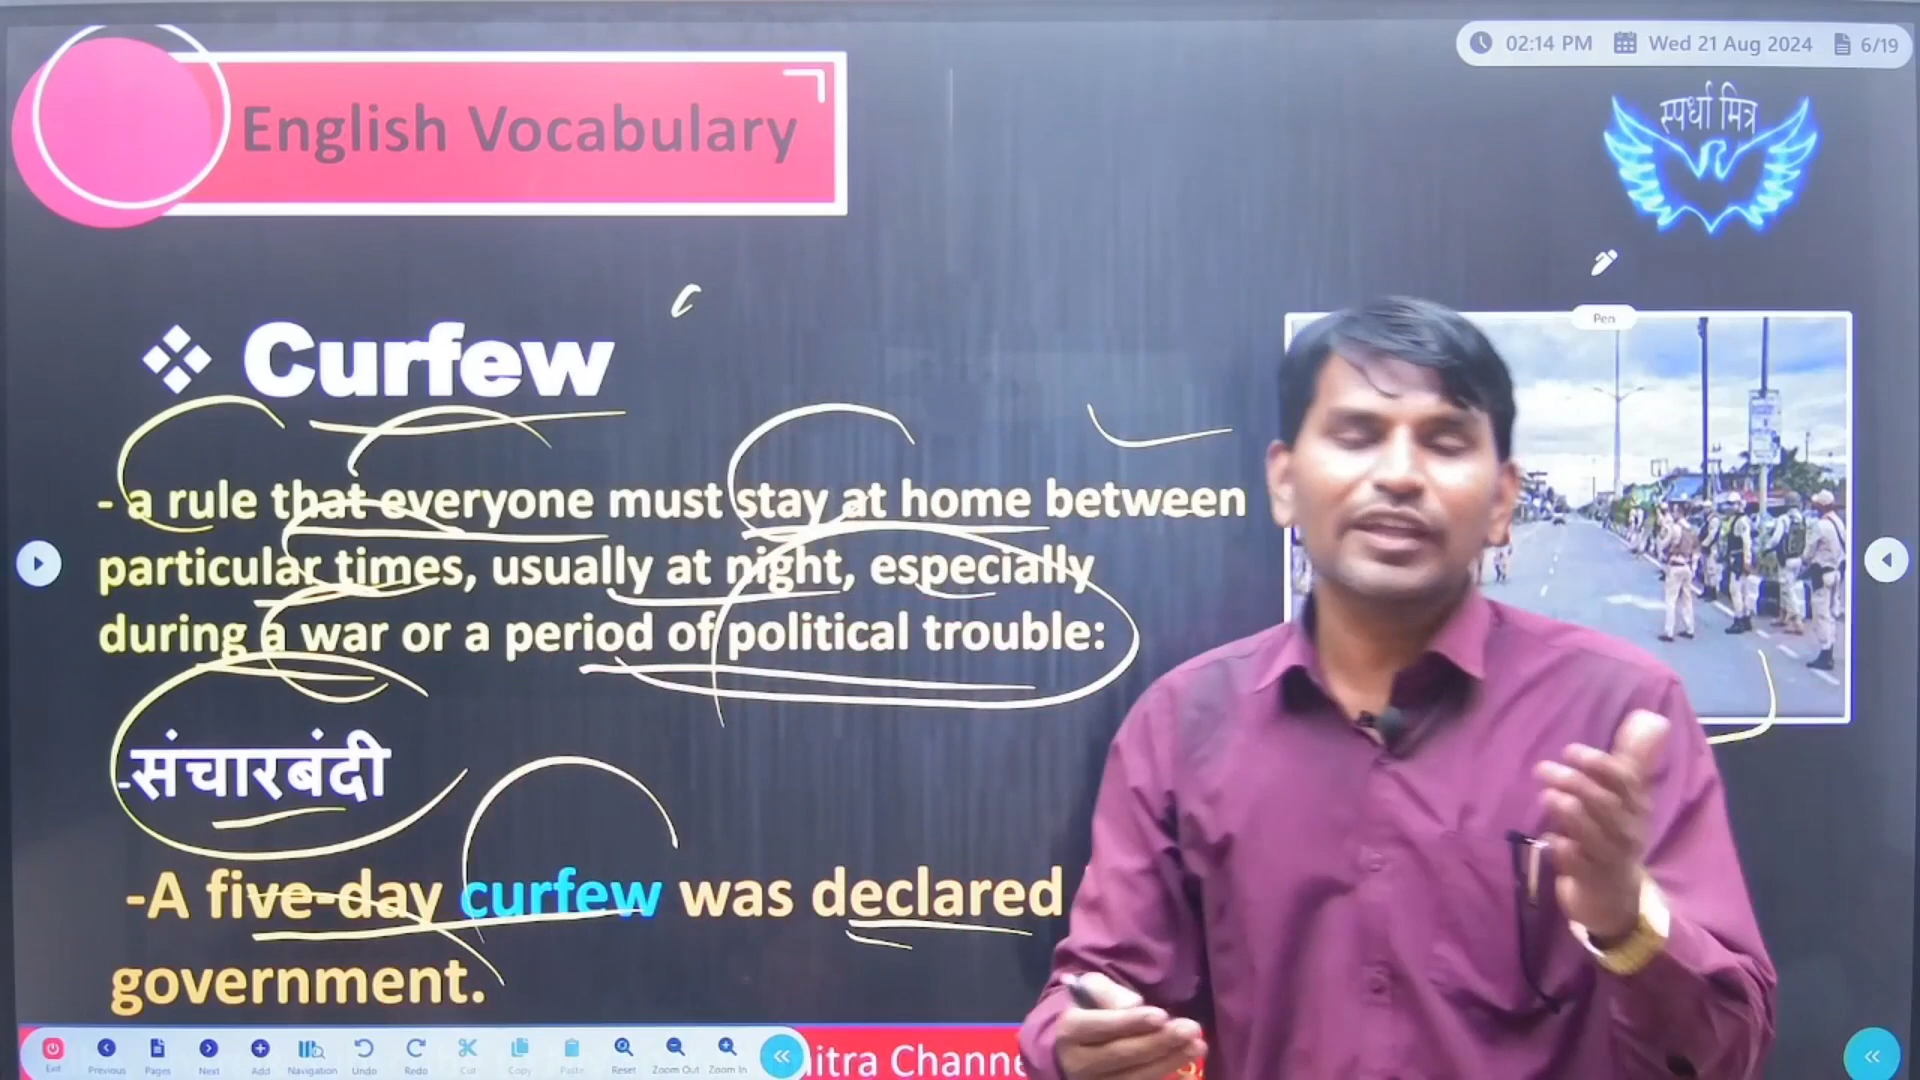 02:14 PM Wed 21 Aug 2024 6/19
English Vocabulary
स्पर्धा मित्र
Pen
❖ Curfew
- a rule that everyone must stay at home between
particular times, usually at night, especially
during a war or a period of political trouble:
-संचारबंदी
-A five-day curfew was declared
government.
Exit Previous Pages Next Add Navigation Undo Redo Cut Copy Paste Reset Zoom Out Zoom In